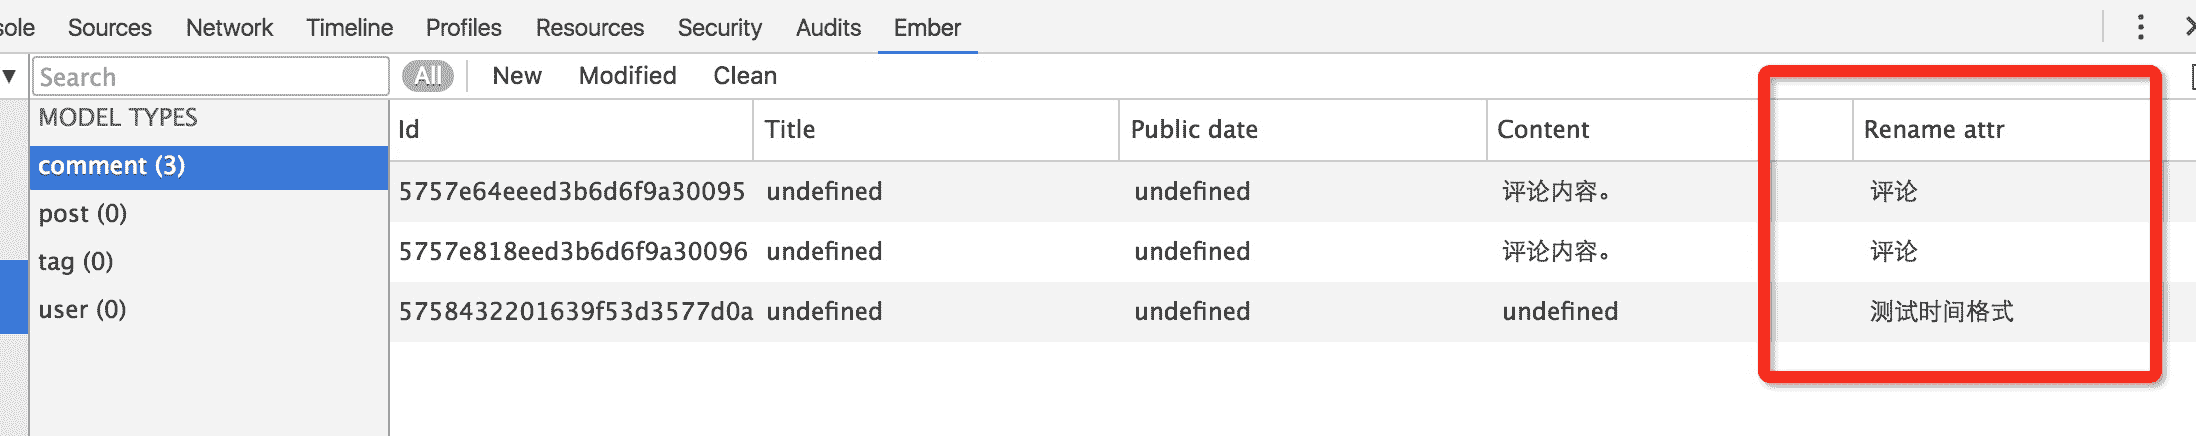 sole Sources Network Timeline Profiles Resources Security Audits Ember
Search All New Modified Clean
MODEL TYPES
comment (3)
post (0)
tag (0)
user (0)
Id Title Public date Content Rename attr
5757e64eeed3b6d6f9a30095 undefined undefined 评论内容。 评论
5757e818eed3b6d6f9a30096 undefined undefined 评论内容。 评论
5758432201639f53d3577d0a undefined undefined undefined 测试时间格式